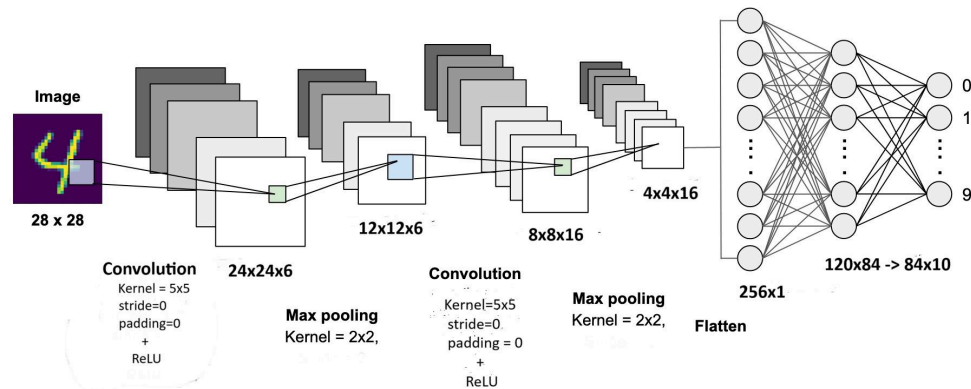 Image
28 x 28
Convolution
Kernel = 5x5
stride=0
padding=0
+
ReLU
24x24x6
Max pooling
Kernel = 2x2,
12x12x6
Convolution
Kernel=5x5
stride=0
padding = 0
+
ReLU
8x8x16
Max pooling
Kernel = 2x2,
4x4x16
Flatten
256x1
120x84 -> 84x10
0
1
9